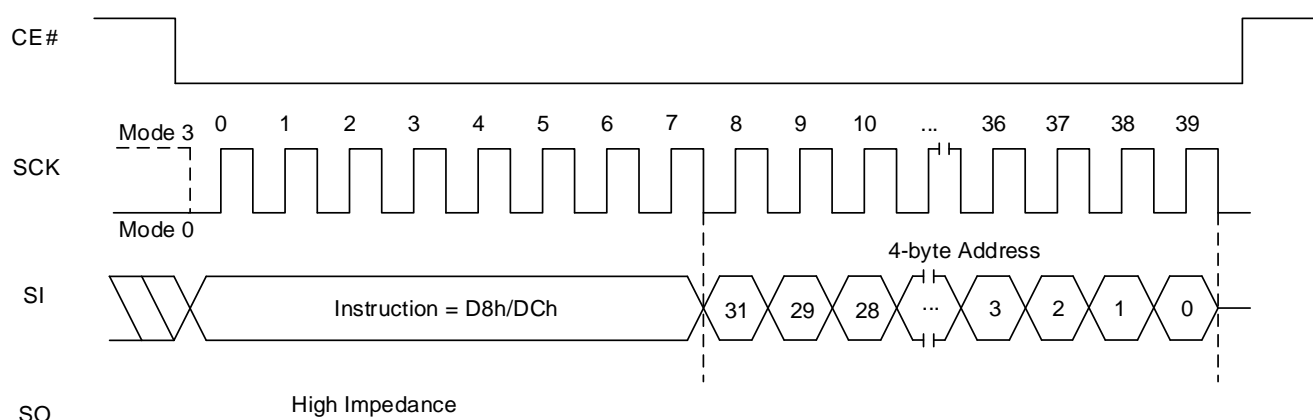 CE#
Mode 3
0 1 2 3 4 5 6 7 8 9 10 ... 36 37 38 39
SCK
Mode 0
4-byte Address
SI
Instruction = D8h/DCh
31 29 28 ... 3 2 1 0
High Impedance
SO